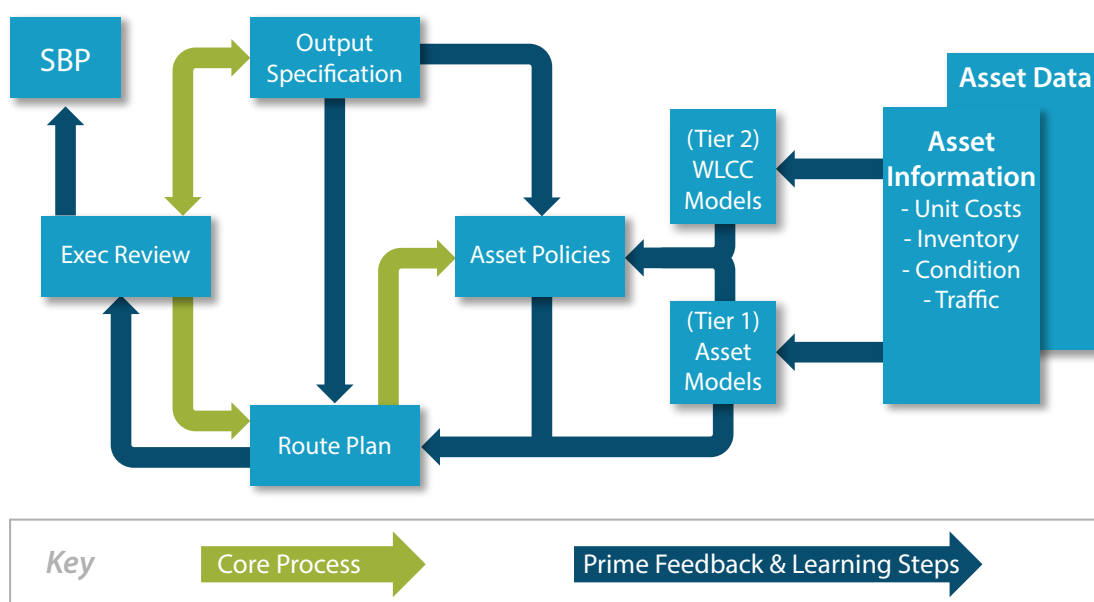 SBP
Output
Specification
Asset Data
(Tier 2)
WLCC
Models
Asset
Information
- Unit Costs
- Inventory
- Condition
- Traffic
Exec Review
Asset Policies
(Tier 1)
Asset
Models
Route Plan
Key
Core Process
Prime Feedback & Learning Steps